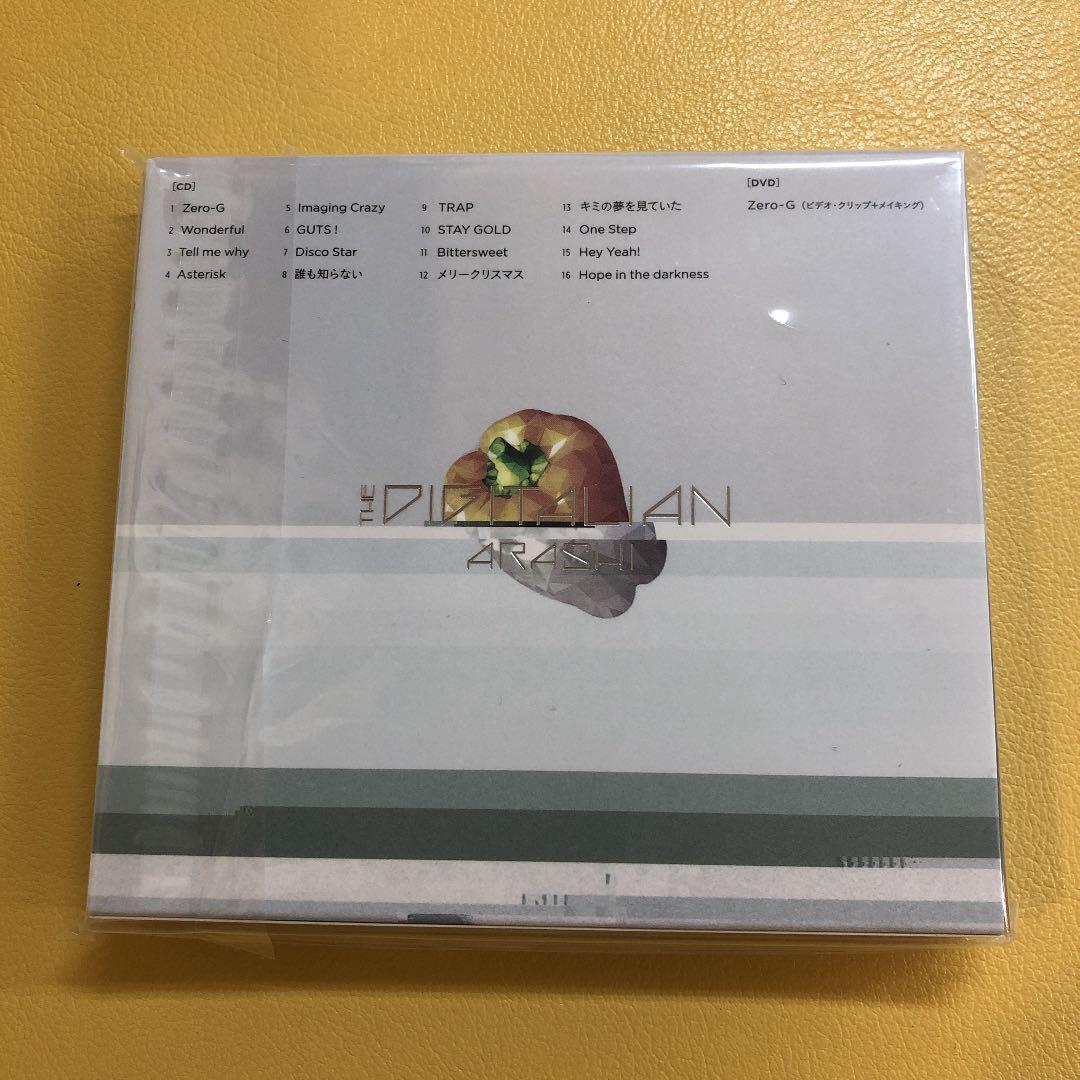 [CD]
1 Zero-G
2 Wonderful
3 Tell me why
4 Asterisk
5 Imaging Crazy
6 GUTS !
7 Disco Star
8 誰も知らない
9 TRAP
10 STAY GOLD
11 Bittersweet
12 メリークリスマス
13 キミの夢を見ていた
14 One Step
15 Hey Yeah!
16 Hope in the darkness
[DVD]
Zero-G (ビデオ・クリップ+メイキング)
THE DIGITALIAN
ARASHI